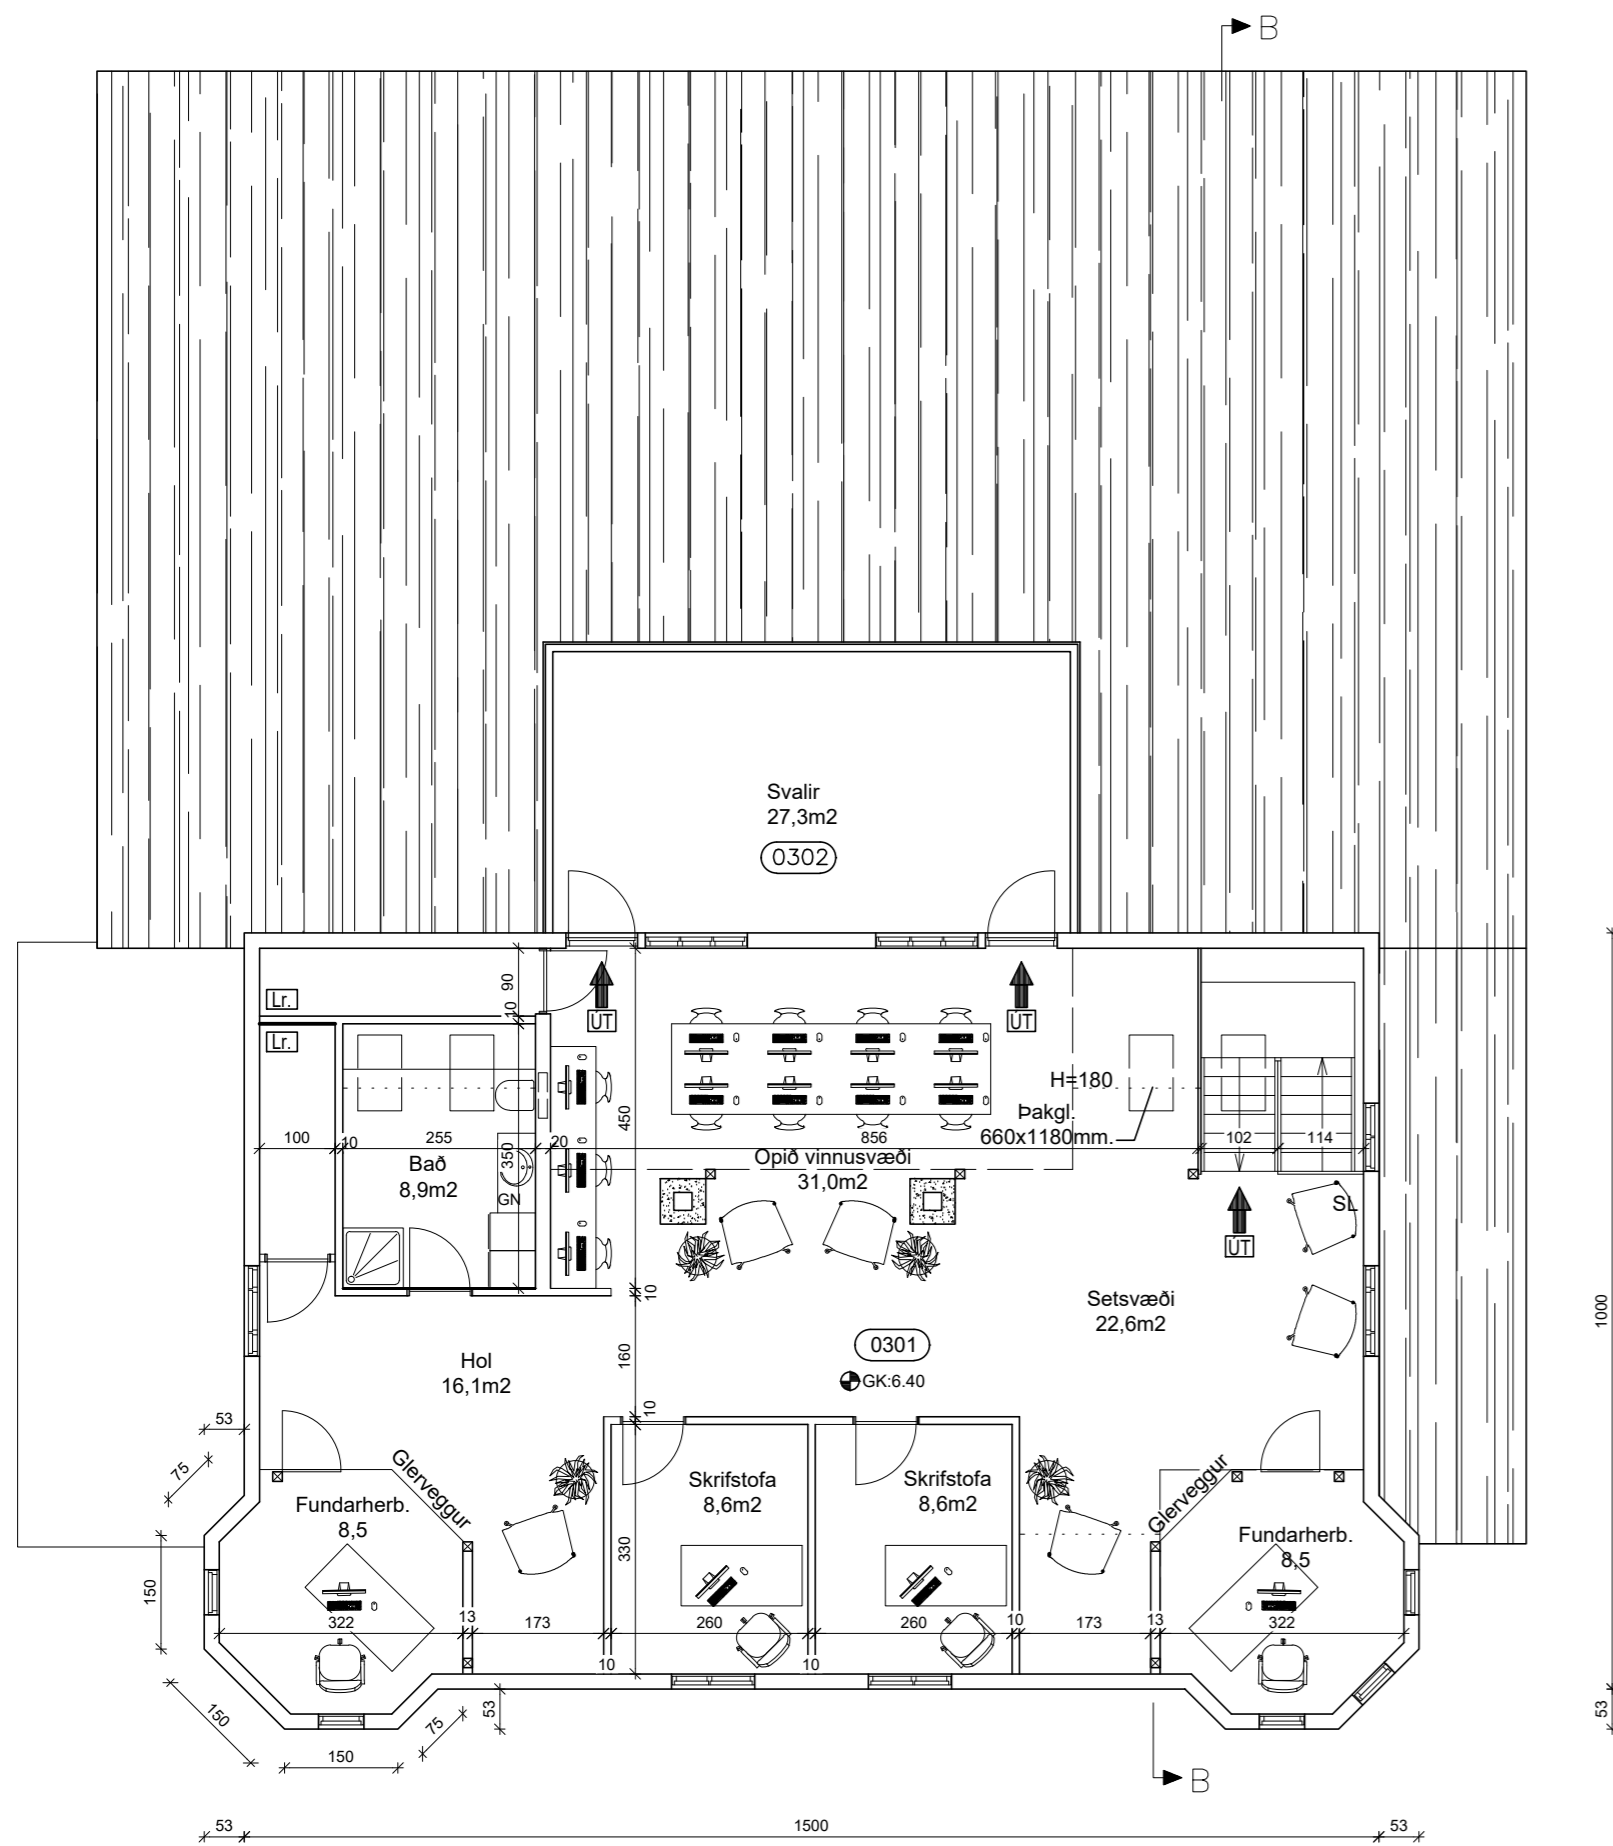 B
Svalir
27,3m2
0302
90
10
Lr.
Lr.
ÚT
ÚT
H=180
Þakgl.
660x1180mm.
450
100
10
255
350
20
856
102
114
Bað
8,9m2
GN
Opið vinnusvæði
31,0m2
SL
ÚT
10
Setsvæði
22,6m2
1000
0301
GK:6.40
Hol
16,1m2
160
10
53
75
Glerveggur
Glerveggur
Fundarherb.
8,5
Skrifstofa
8,6m2
Skrifstofa
8,6m2
Fundarherb.
8,5
330
150
322
13
173
10
260
10
260
10
173
13
322
150
150
75
53
53
B
53
1500
53